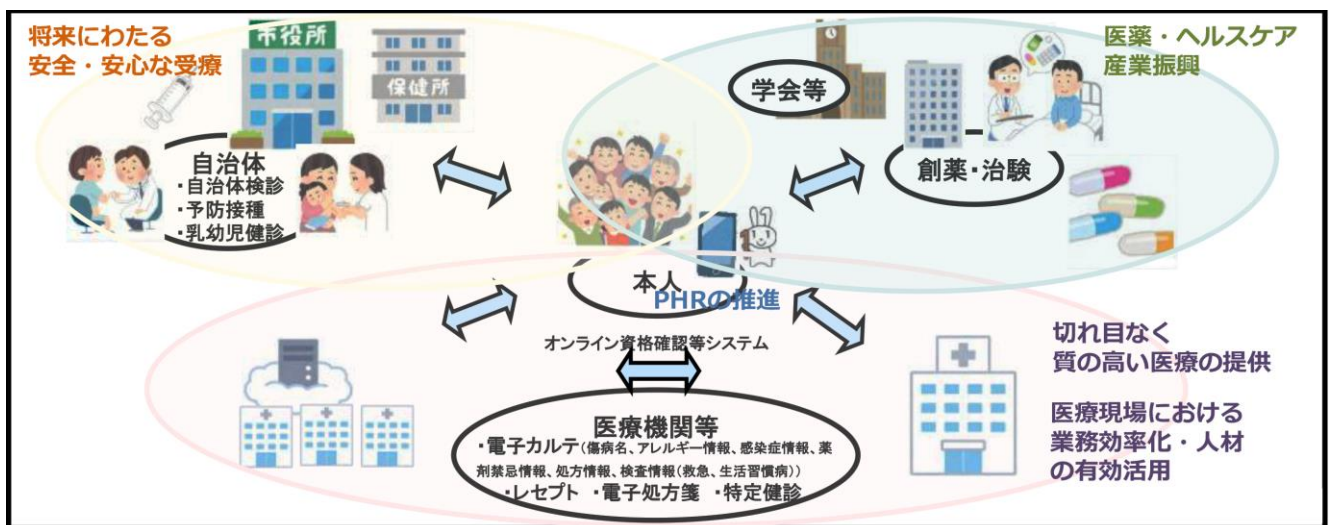 将来にわたる
安全・安心な受療
市役所
保健所
自治体
・自治体検診
・予防接種
・乳幼児健診
学会等
医薬・ヘルスケア
産業振興
創薬・治験
本人
PHRの推進
オンライン資格確認等システム
医療機関等
・電子カルテ(傷病名、アレルギー情報、感染症情報、薬
剤禁忌情報、処方情報、検査情報(救急、生活習慣病))
・レセプト ・電子処方箋 ・特定健診
切れ目なく
質の高い医療の提供
医療現場における
業務効率化・人材
の有効活用